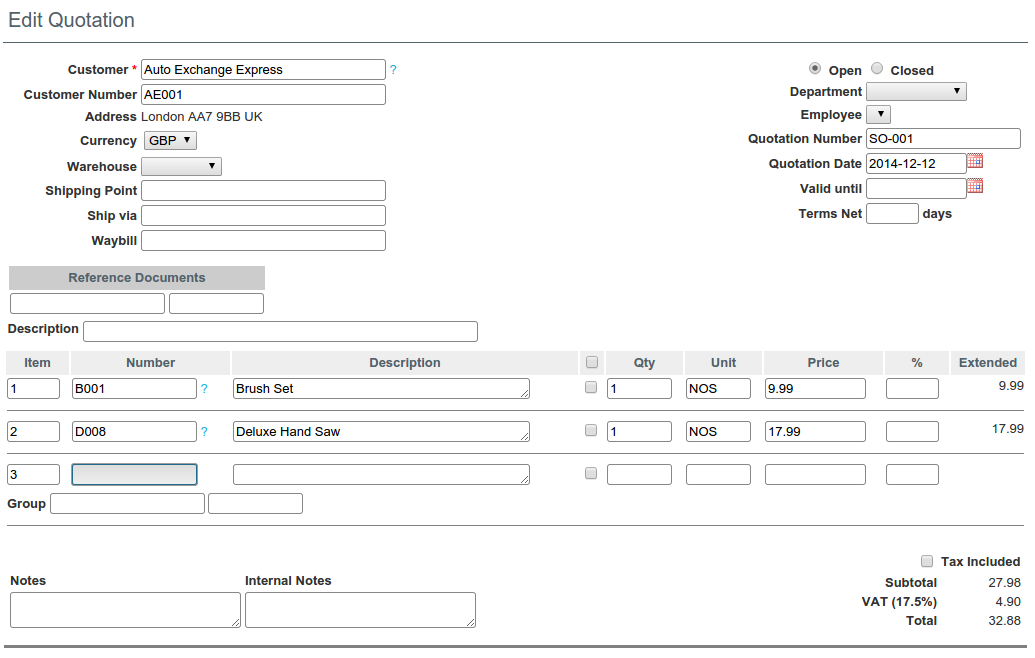 Edit Quotation
Customer * Auto Exchange Express ?
Customer Number AE001
Address London AA7 9BB UK
Currency GBP
Warehouse
Shipping Point
Ship via
Waybill
Open Closed
Department
Employee
Quotation Number SO-001
Quotation Date 2014-12-12
Valid until
Terms Net days
Reference Documents
Description
Item Number Description Qty Unit Price % Extended
1 B001 ? Brush Set 1 NOS 9.99 9.99
2 D008 ? Deluxe Hand Saw 1 NOS 17.99 17.99
3
Group
Tax Included
Notes Internal Notes
Subtotal 27.98
VAT (17.5%) 4.90
Total 32.88